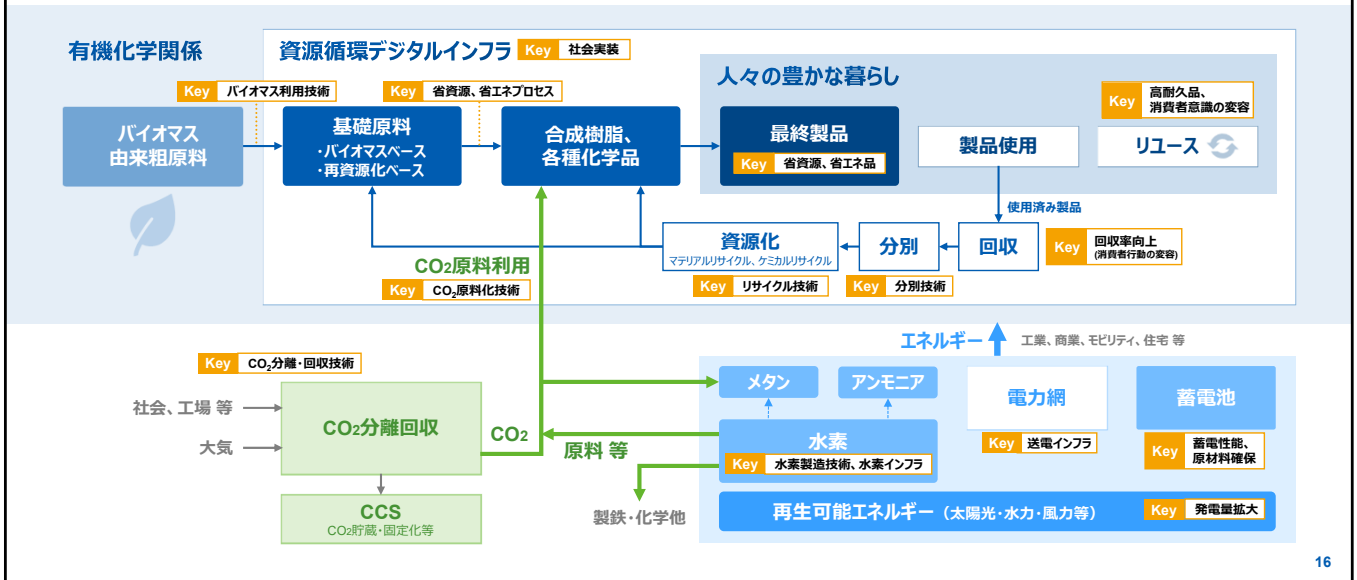 有機化学関係
資源循環デジタルインフラ Key 社会実装
人々の豊かな暮らし
Key バイオマス利用技術
Key 省資源、省エネプロセス
Key 高耐久品、
消費者意識の変容
バイオマス
由来粗原料
基礎原料
・バイオマスベース
・再資源化ベース
合成樹脂、
各種化学品
最終製品
Key 省資源、省エネ品
製品使用
リユース
使用済み製品
資源化
マテリアルリサイクル、ケミカルリサイクル
分別
回収
Key 回収率向上
(消費者行動の変容)
Key リサイクル技術
Key 分別技術
CO2原料利用
Key CO2原料化技術
エネルギー
工業、商業、モビリティ、住宅 等
Key CO2分離・回収技術
社会、工場 等
大気
CO2分離回収
CO2
原料 等
CCS
CO2貯蔵・固定化等
製鉄・化学他
メタン
アンモニア
電力網
Key 送電インフラ
蓄電池
Key 蓄電性能、
原材料確保
水素
Key 水素製造技術、水素インフラ
再生可能エネルギー（太陽光・水力・風力等）
Key 発電量拡大
16